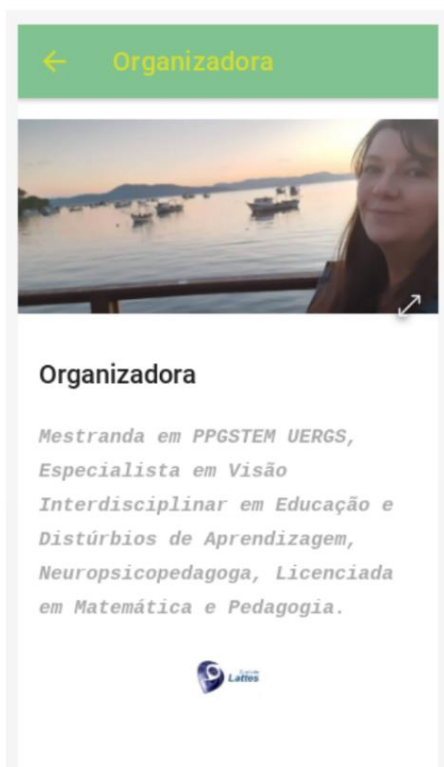 Organizadora
Organizadora
Mestranda em PPGSTEM UERGS,
Especialista em Visão
Interdisciplinar em Educação e
Distúrbios de Aprendizagem,
Neuropsicopedagoga, Licenciada
em Matemática e Pedagogia.
Lattes